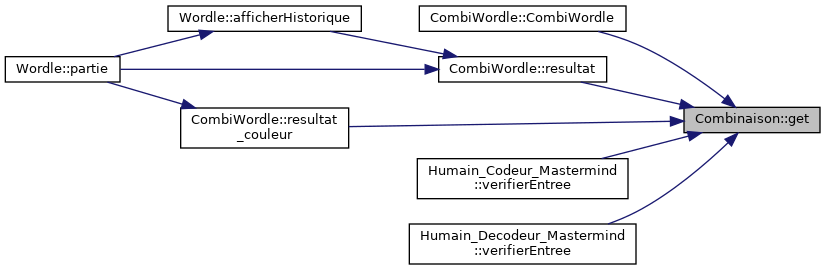 Wordle::afficherHistorique
CombiWordle::CombiWordle
Wordle::partie
CombiWordle::resultat
CombiWordle::resultat
_couleur
Combinaison::get
Humain_Codeur_Mastermind
::verifierEntree
Humain_Decodeur_Mastermind
::verifierEntree